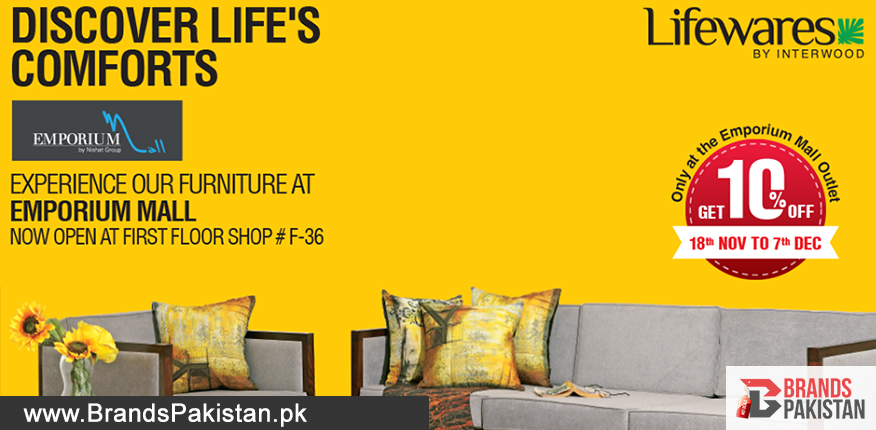 DISCOVER LIFE'S
COMFORTS
EMPORIUM Mall
by Nishat Group
EXPERIENCE OUR FURNITURE AT
EMPORIUM MALL
NOW OPEN AT FIRST FLOOR SHOP # F-36
Lifewares
BY INTERWOOD
Only at the Emporium Mall Outlet
GET 10% OFF
18th NOV TO 7th DEC
www.BrandsPakistan.pk
BRANDS
PAKISTAN